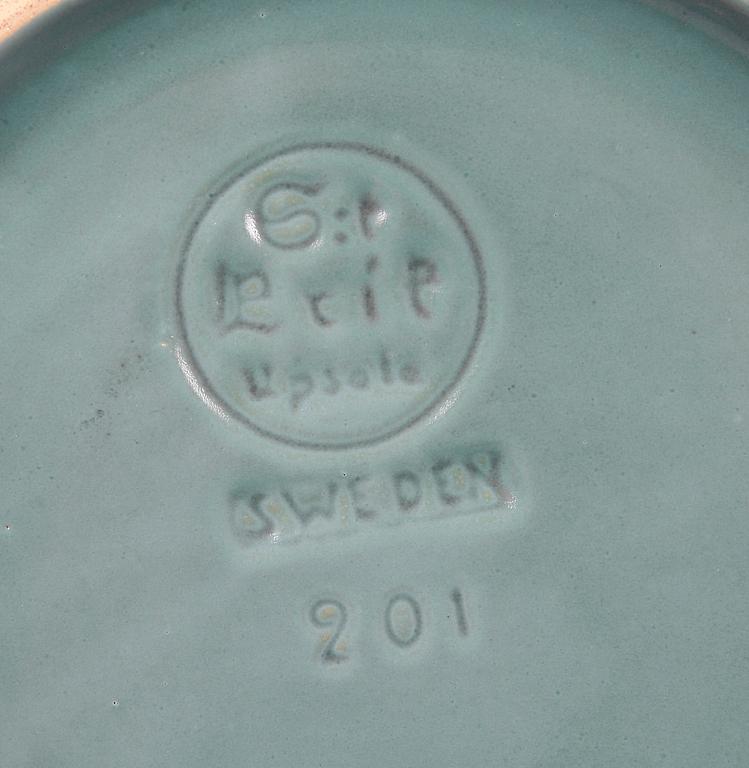 S:t
Erik
Upsala
SWEDEN
201